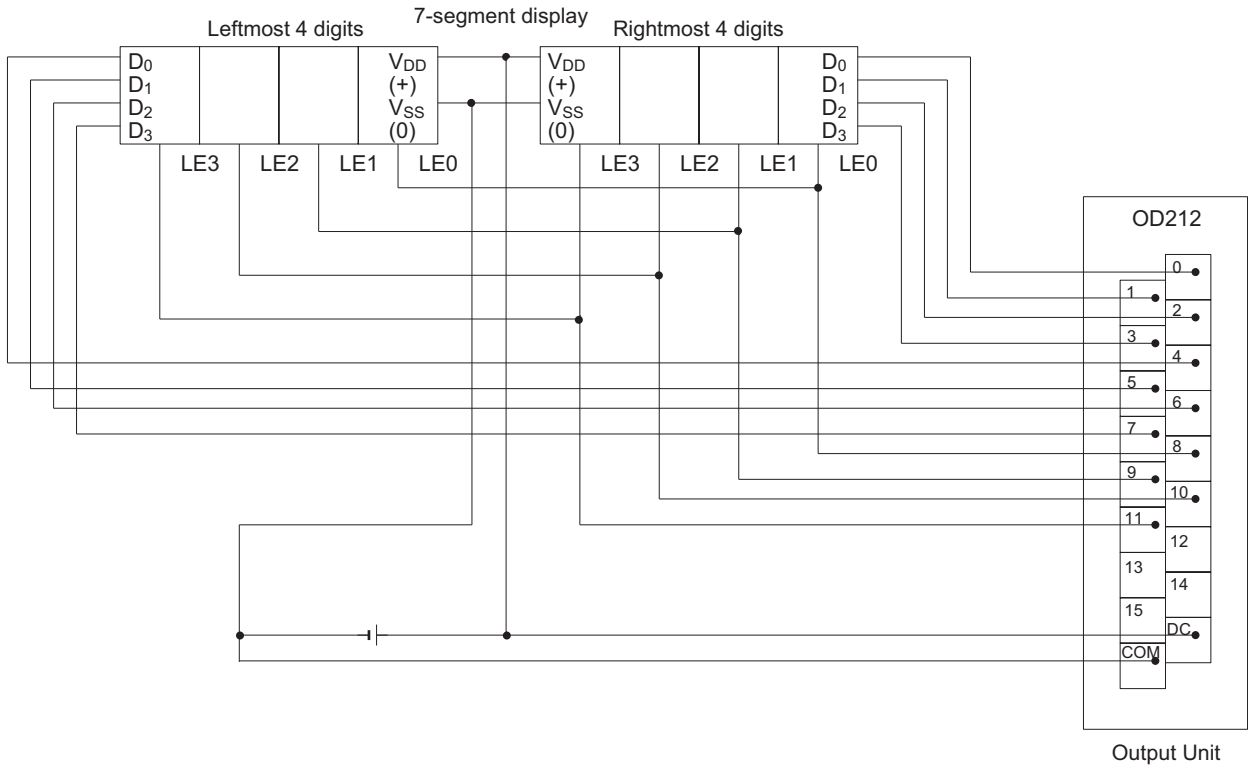 7-segment display
Leftmost 4 digits
Rightmost 4 digits
D0
D1
D2
D3
VDD
(+)
VSS
(0)
VDD
(+)
VSS
(0)
D0
D1
D2
D3
LE3 LE2 LE1 LE0
LE3 LE2 LE1 LE0
OD212
0
1
2
3
4
5
6
7
8
9
10
11
12
13
14
15
DC
COM
Output Unit